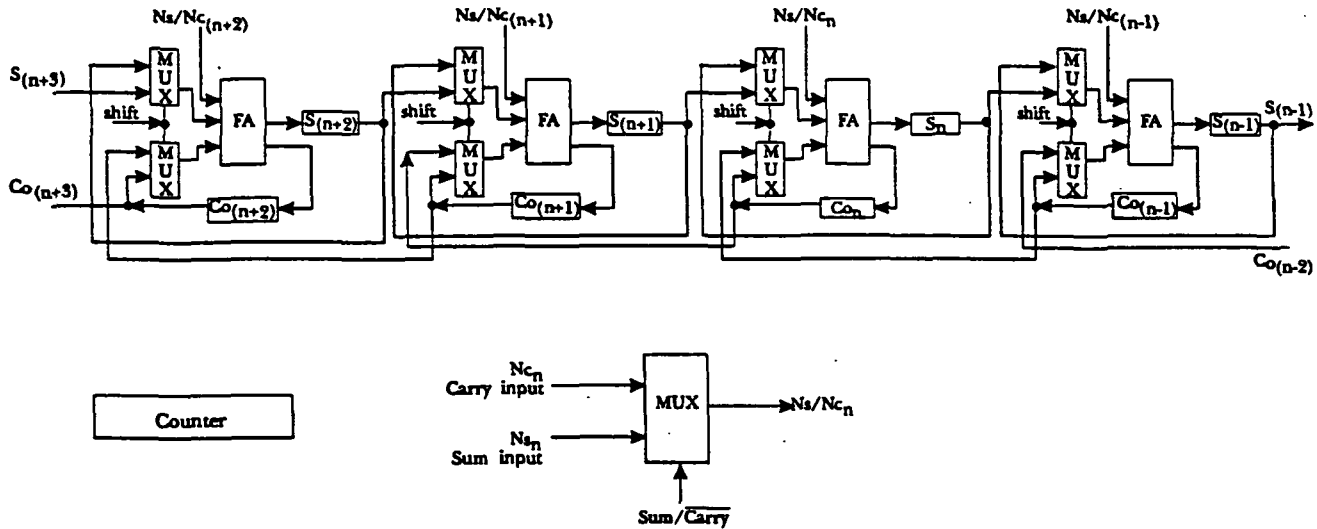 Ns/Nc(n+2) Ns/Nc(n+1) Ns/Ncn Ns/Nc(n-1)
S(n+3) MUX FA S(n+2) MUX FA S(n+1) MUX FA Sn MUX FA S(n-1) S(n-1)
shift shift shift shift
MUX MUX MUX MUX
Co(n+3) Co(n+2) Co(n+1) Con Co(n-1)
Co(n-2)
Ncn
Carry input
MUX Ns/Ncn
Counter
Nsn
Sum input
Sum/Carry